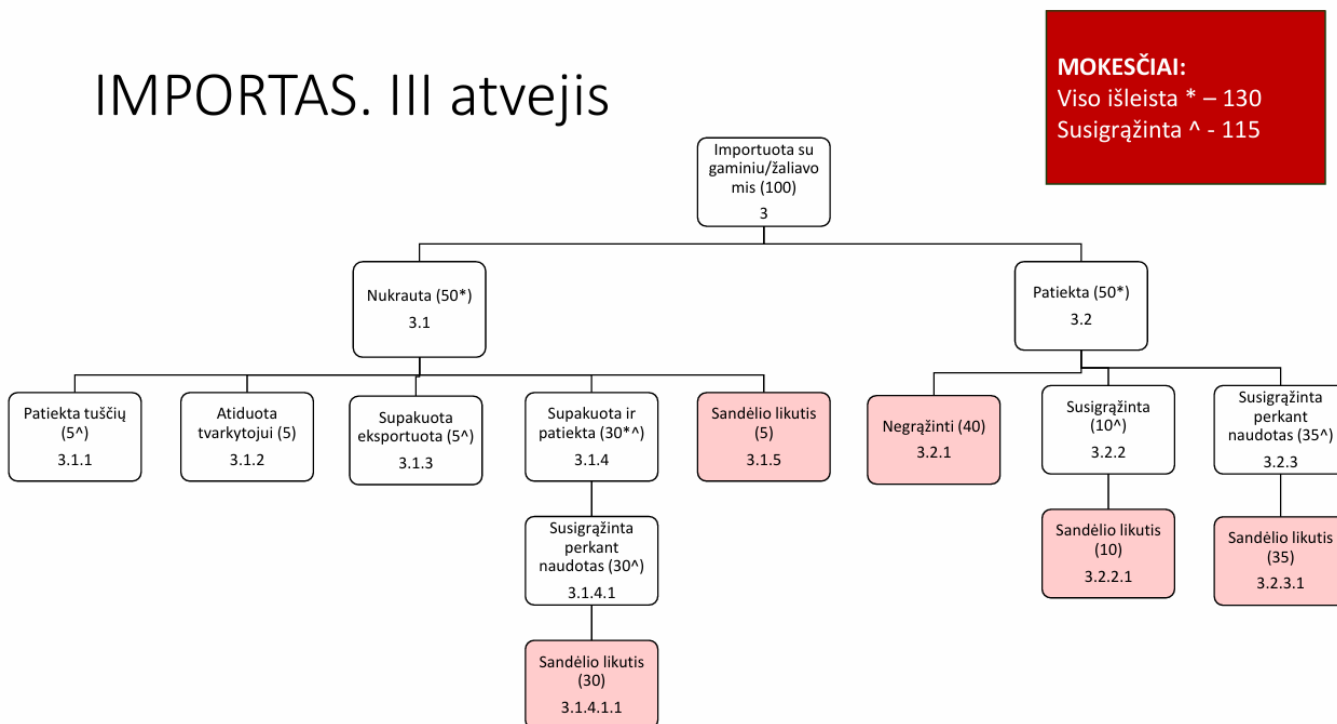 IMPORTAS. III atvejis
MOKESČIAI:
Viso išleista * – 130
Susigrąžinta ^ - 115
Importuota su
gaminiu/žaliavo
mis (100)
3
Nukrauta (50*)
3.1
Patiekta (50*)
3.2
Patiekta tuščių
(5^)
3.1.1
Atiduota
tvarkytojui (5)
3.1.2
Supakuota
eksportuota (5^)
3.1.3
Supakuota ir
patiekta (30*^)
3.1.4
Sandėlio likutis
(5)
3.1.5
Negrąžinti (40)
3.2.1
Susigrąžinta
(10^)
3.2.2
Susigrąžinta
perkant
naudotas (35^)
3.2.3
Susigrąžinta
perkant
naudotas (30^)
3.1.4.1
Sandėlio likutis
(10)
3.2.2.1
Sandėlio likutis
(35)
3.2.3.1
Sandėlio likutis
(30)
3.1.4.1.1